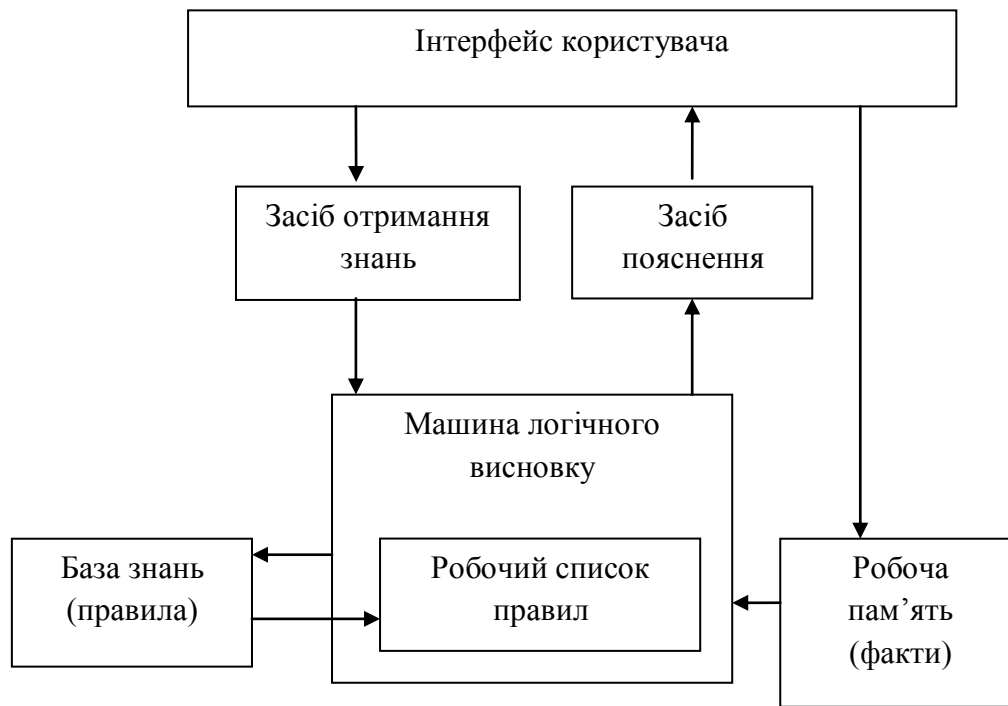 Інтерфейс користувача
Засіб отримання
знань
Засіб
пояснення
Машина логічного
висновку
База знань
(правила)
Робочий список
правил
Робоча
пам’ять
(факти)